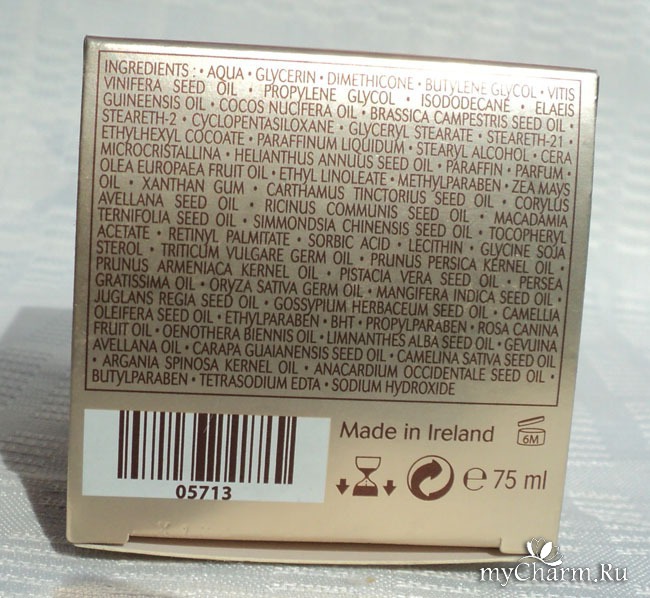 INGREDIENTS : • AQUA • GLYCERIN • DIMETHICONE • BUTYLENE GLYCOL • VITIS
VINIFERA SEED OIL • PROPYLENE GLYCOL • ISODODECANE • ELAEIS
GUINEENSIS OIL • COCOS NUCIFERA OIL • BRASSICA CAMPESTRIS SEED OIL •
STEARETH-2 • CYCLOPENTASILOXANE • GLYCERYL STEARATE • STEARETH-21
ETHYLHEXYL COCOATE • PARAFFINUM LIQUIDUM • STEARYL ALCOHOL • CERA
MICROCRISTALLINA • HELIANTHUS ANNUUS SEED OIL • PARAFFIN • PARFUM •
OLEA EUROPAEA FRUIT OIL • ETHYL LINOLEATE • METHYLPARABEN • ZEA MAYS
OIL • XANTHAN GUM • CARTHAMUS TINCTORIUS SEED OIL • CORYLUS
AVELLANA SEED OIL • RICINUS COMMUNIS SEED OIL • MACADAMIA
TERNIFOLIA SEED OIL • SIMMONDSIA CHINENSIS SEED OIL • TOCOPHERYL
ACETATE • RETINYL PALMITATE • SORBIC ACID • LECITHIN • GLYCINE SOJA
STEROL • TRITICUM VULGARE GERM OIL • PRUNUS PERSICA KERNEL OIL •
PRUNUS ARMENIACA KERNEL OIL • PISTACIA VERA SEED OIL • PERSEA
GRATISSIMA OIL • ORYZA SATIVA GERM OIL • MANGIFERA INDICA SEED OIL •
JUGLANS REGIA SEED OIL • GOSSYPIUM HERBACEUM SEED OIL • CAMELLIA
OLEIFERA SEED OIL • ETHYLPARABEN • BHT • PROPYLPARABEN • ROSA CANINA
FRUIT OIL • OENOTHERA BIENNIS OIL • LIMNANTHES ALBA SEED OIL • GEVUINA
AVELLANA OIL • CARAPA GUAIANENSIS SEED OIL • CAMELINA SATIVA SEED OIL
• ARGANIA SPINOSA KERNEL OIL • ANACARDIUM OCCIDENTALE SEED OIL •
BUTYLPARABEN • TETRASODIUM EDTA • SODIUM HYDROXIDE
05713
Made in Ireland
6M
℮ 75 ml
myCharm.Ru